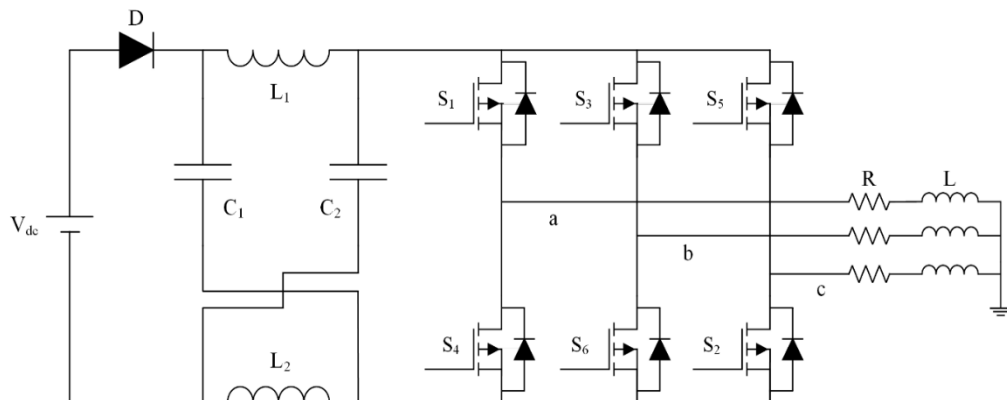 D
L₁
S₁
S₃
S₅
R
L
C₁
C₂
V_dc
a
b
c
S₄
S₆
S₂
L₂